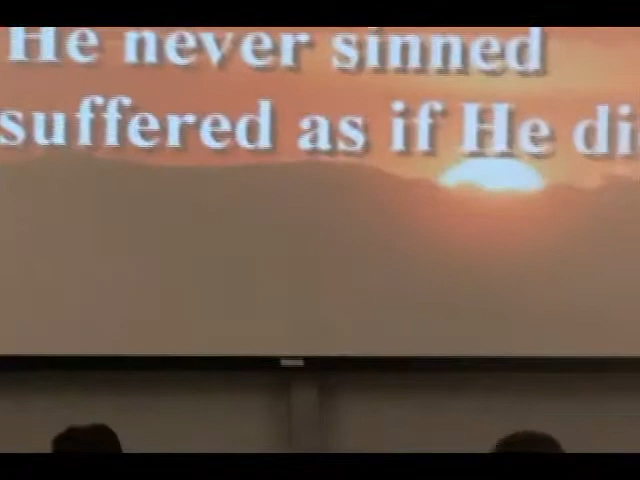 He never sinned
suffered as if He di